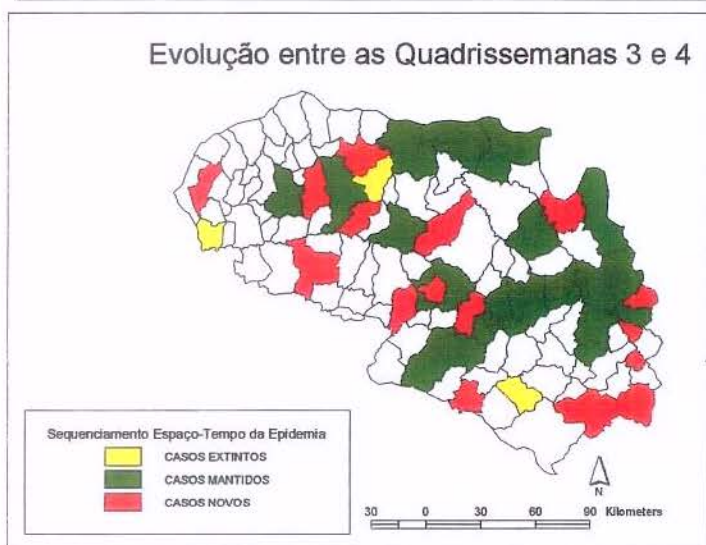 Evolução entre as Quadrissemanas 3 e 4
Sequenciamento Espaço-Tempo da Epidemia
CASOS EXTINTOS
CASOS MANTIDOS
CASOS NOVOS
N
30 0 30 60 90 Kilometers